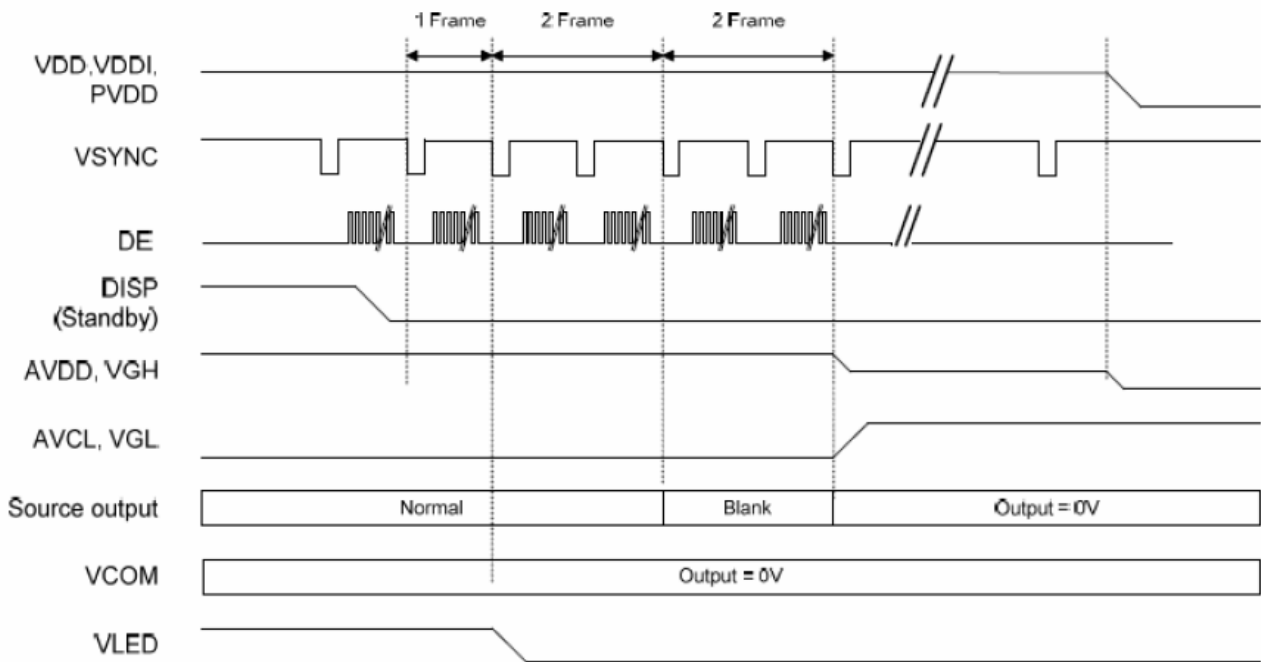 1 Frame 2 Frame 2 Frame
VDD,VDDI,
PVDD
VSYNC
DE
DISP
(Standby)
AVDD, VGH
AVCL, VGL
Source output Normal Blank Output = 0V
VCOM Output = 0V
VLED